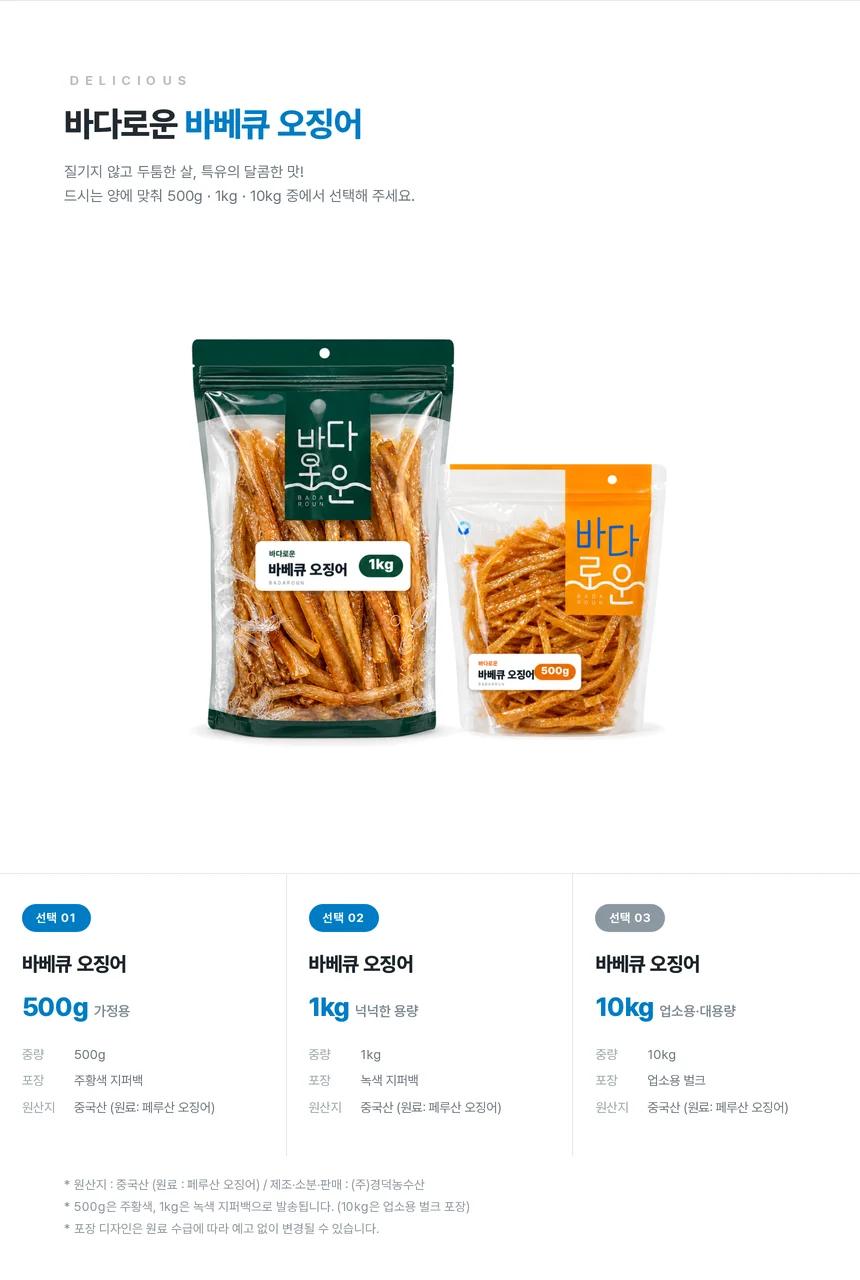 DELICIOUS
바다로운 바베큐 오징어
질기지 않고 두툼한 살, 특유의 달콤한 맛!
드시는 양에 맞춰 500g · 1kg · 10kg 중에서 선택해 주세요.
바다
로운
BADA
ROUN
바다로운
바베큐 오징어 1kg
BADAROUN
바다
로운
BADA
ROUN
바다로운
바베큐 오징어 500g
BADAROUN
선택 01
바베큐 오징어
500g 가정용
중량 500g
포장 주황색 지퍼백
원산지 중국산 (원료: 페루산 오징어)
선택 02
바베큐 오징어
1kg 넉넉한 용량
중량 1kg
포장 녹색 지퍼백
원산지 중국산 (원료: 페루산 오징어)
선택 03
바베큐 오징어
10kg 업소용·대용량
중량 10kg
포장 업소용 벌크
원산지 중국산 (원료: 페루산 오징어)
* 원산지 : 중국산 (원료 : 페루산 오징어) / 제조·소분·판매 : (주)경덕농수산
* 500g은 주황색, 1kg은 녹색 지퍼백으로 발송됩니다. (10kg은 업소용 벌크 포장)
* 포장 디자인은 원료 수급에 따라 예고 없이 변경될 수 있습니다.